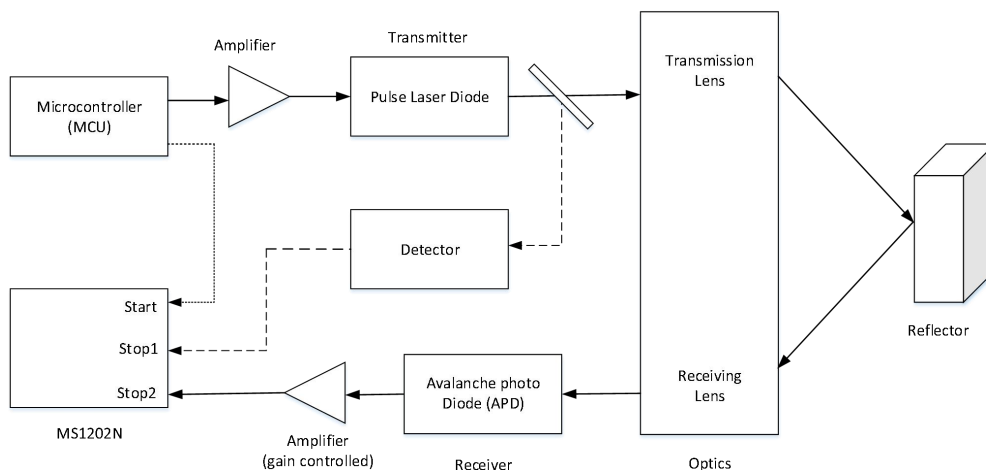 Transmitter
Amplifier
Microcontroller
(MCU)
Pulse Laser Diode
Transmission
Lens
Detector
Start
Stop1
Stop2
MS1202N
Amplifier
(gain controlled)
Avalanche photo
Diode (APD)
Receiver
Receiving
Lens
Optics
Reflector